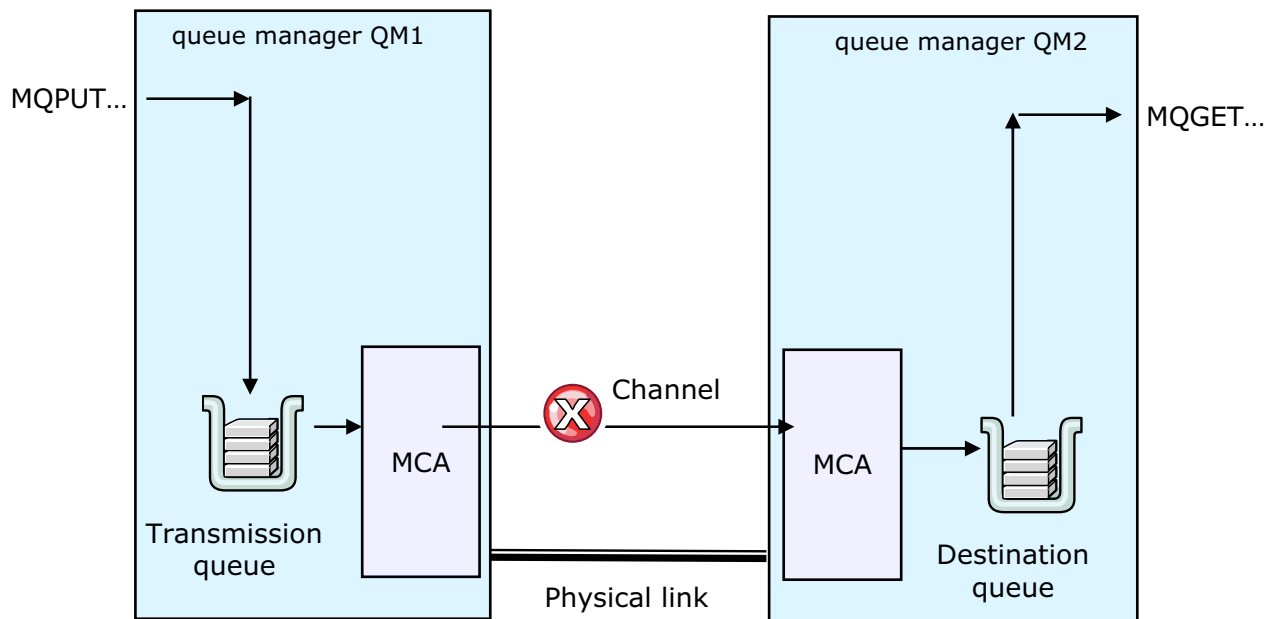 queue manager QM1
queue manager QM2
MQPUT...
MQGET...
Channel
X
MCA
MCA
Transmission
queue
Destination
queue
Physical link